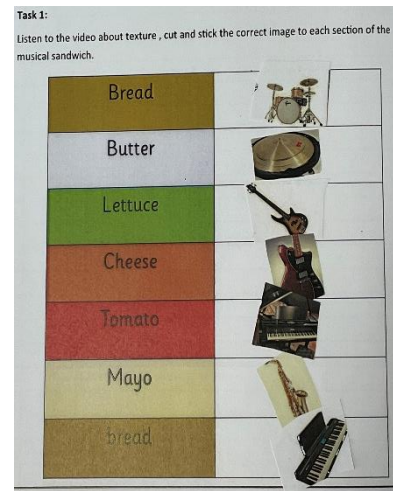 Task 1:
Listen to the video about texture , cut and stick the correct image to each section of the
musical sandwich.
Bread
Butter
Lettuce
Cheese
Tomato
Mayo
bread